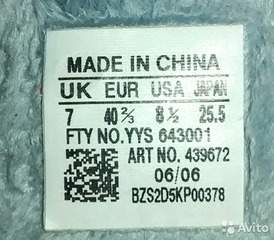 MADE IN CHINA
UK EUR USA JAPAN
7 40⅔ 8½ 25.5
FTY NO.YYS 643001
ART NO. 439672
06/06
BZS2D5KP00378
Avito